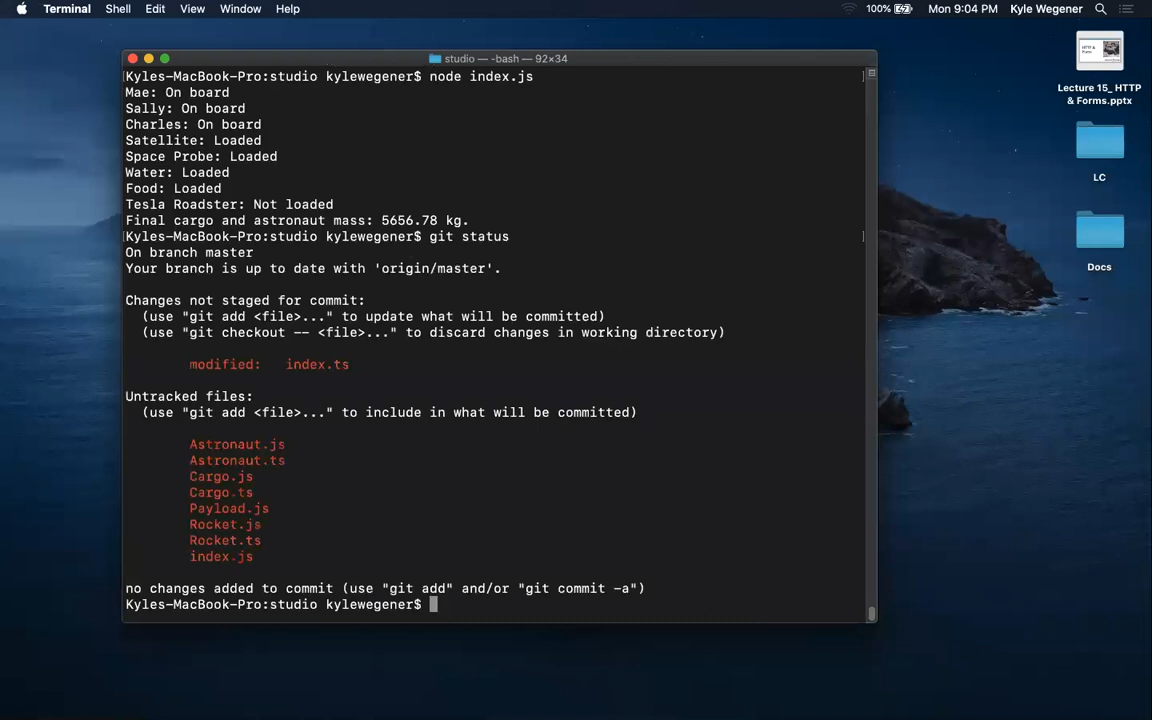 Terminal Shell Edit View Window Help 100% Mon 9:04 PM Kyle Wegener
studio — -bash — 92×34
Kyles-MacBook-Pro:studio kylewegener$ node index.js
Mae: On board
Sally: On board
Charles: On board
Satellite: Loaded
Space Probe: Loaded
Water: Loaded
Food: Loaded
Tesla Roadster: Not loaded
Final cargo and astronaut mass: 5656.78 kg.
Kyles-MacBook-Pro:studio kylewegener$ git status
On branch master
Your branch is up to date with 'origin/master'.
Changes not staged for commit:
(use "git add <file>..." to update what will be committed)
(use "git checkout -- <file>..." to discard changes in working directory)
modified: index.ts
Untracked files:
(use "git add <file>..." to include in what will be committed)
Astronaut.js
Astronaut.ts
Cargo.js
Cargo.ts
Payload.js
Rocket.js
Rocket.ts
index.js
no changes added to commit (use "git add" and/or "git commit -a")
Kyles-MacBook-Pro:studio kylewegener$
HTTP &
Forms
Lecture 15_ HTTP
& Forms.pptx
LC
Docs